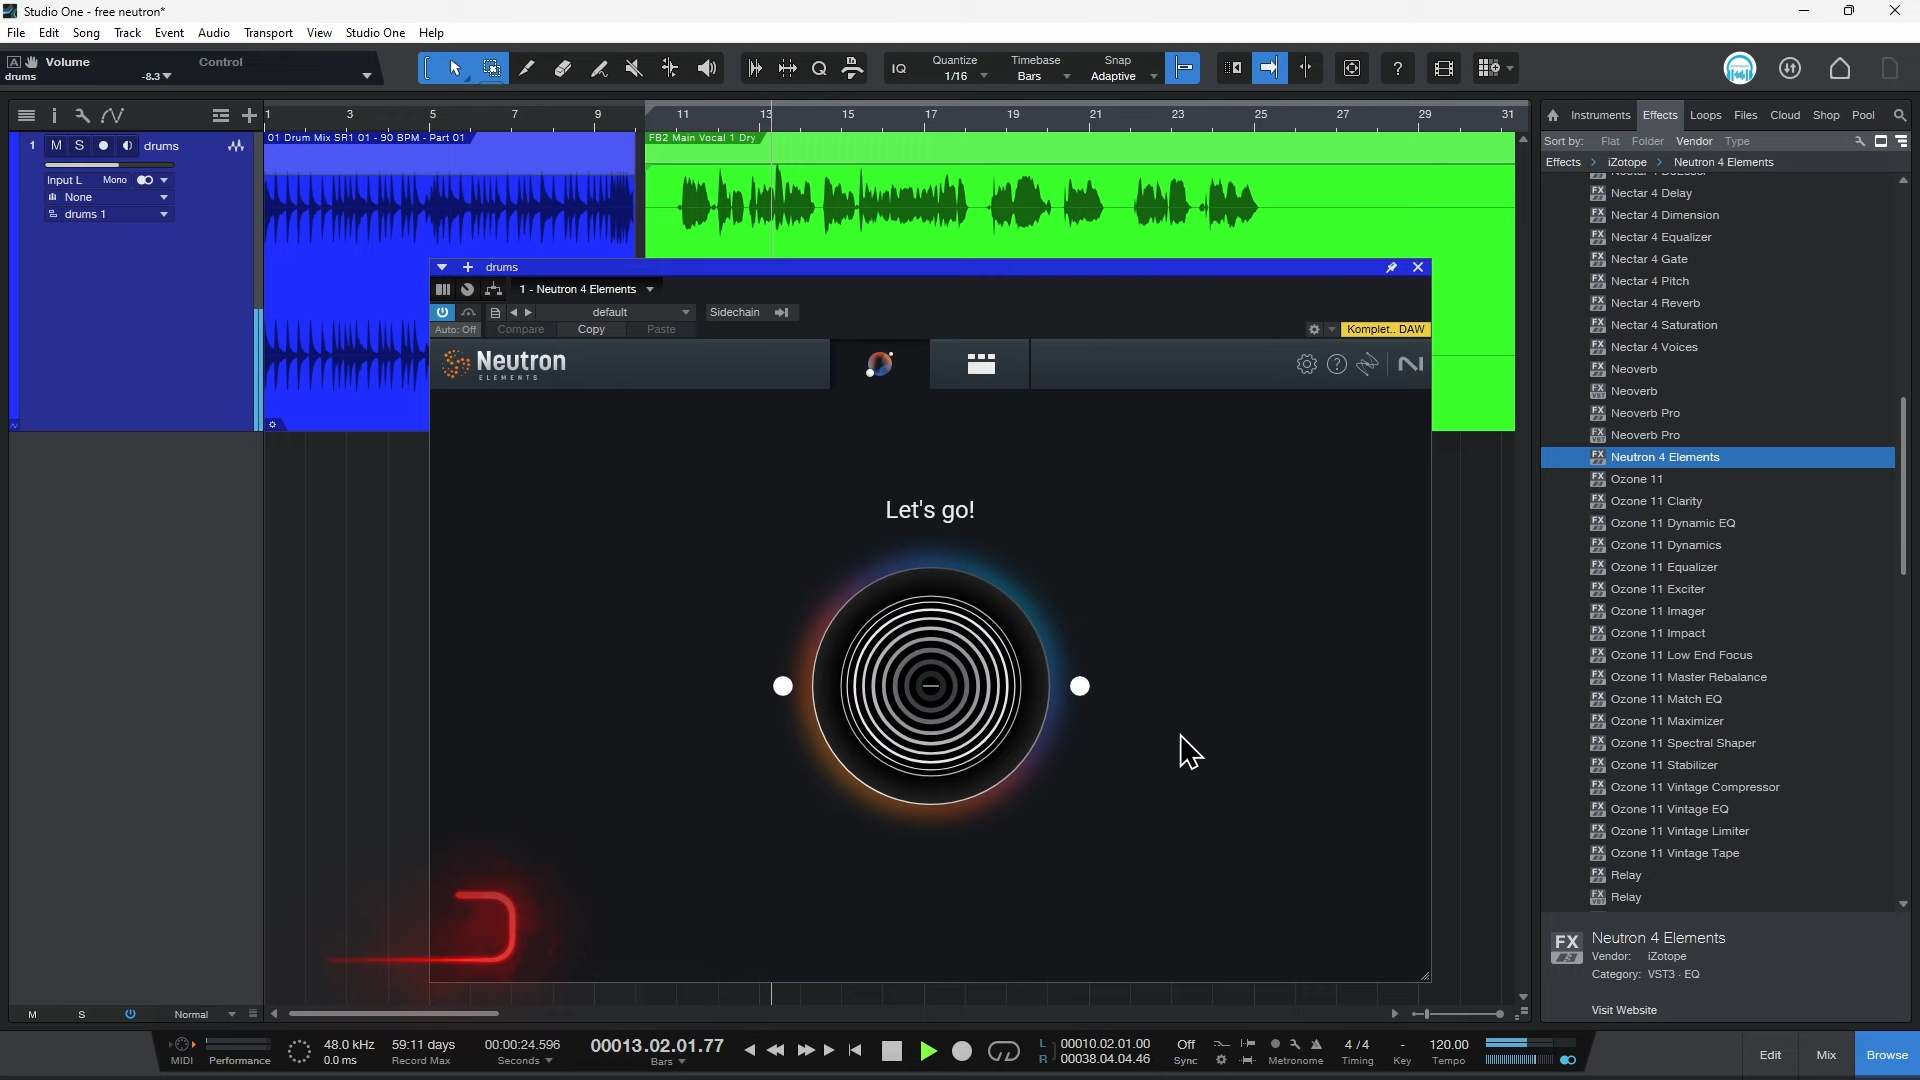 Studio One - free neutron*
File Edit Song Track Event Audio Transport View Studio One Help
A Volume Control
drums -8.3
IQ Quantize Timebase Snap
1/16 Bars Adaptive
?
1 3 5 7 9 11 13 15 17 19 21 23 25 27 29 31
1 M S drums
Input L Mono
None
drums 1
01 Drum Mix SR1 01 - 90 BPM - Part 01
FB2 Main Vocal 1 Dry
drums
1 - Neutron 4 Elements
default Sidechain
Auto: Off Compare Copy Paste Komplet.. DAW
Neutron
ELEMENTS
Let's go!
Instruments Effects Loops Files Cloud Shop Pool
Sort by: Flat Folder Vendor Type
Effects > iZotope > Neutron 4 Elements
Nectar 4 Delay
Nectar 4 Dimension
Nectar 4 Equalizer
Nectar 4 Gate
Nectar 4 Pitch
Nectar 4 Reverb
Nectar 4 Saturation
Nectar 4 Voices
Neoverb
Neoverb
Neoverb Pro
Neoverb Pro
Neutron 4 Elements
Ozone 11
Ozone 11 Clarity
Ozone 11 Dynamic EQ
Ozone 11 Dynamics
Ozone 11 Equalizer
Ozone 11 Exciter
Ozone 11 Imager
Ozone 11 Impact
Ozone 11 Low End Focus
Ozone 11 Master Rebalance
Ozone 11 Match EQ
Ozone 11 Maximizer
Ozone 11 Spectral Shaper
Ozone 11 Stabilizer
Ozone 11 Vintage Compressor
Ozone 11 Vintage EQ
Ozone 11 Vintage Limiter
Ozone 11 Vintage Tape
Relay
Relay
FX Neutron 4 Elements
Vendor: iZotope
Category: VST3 - EQ
Visit Website
M S Normal
MIDI Performance
48.0 kHz
0.0 ms
59:11 days
Record Max
00:00:24.596
Seconds
00013.02.01.77
Bars
L 00010.02.01.00
R 00038.04.04.46
Off
Sync
Metronome
4 / 4
Timing
-
Key
120.00
Tempo
Edit Mix Browse